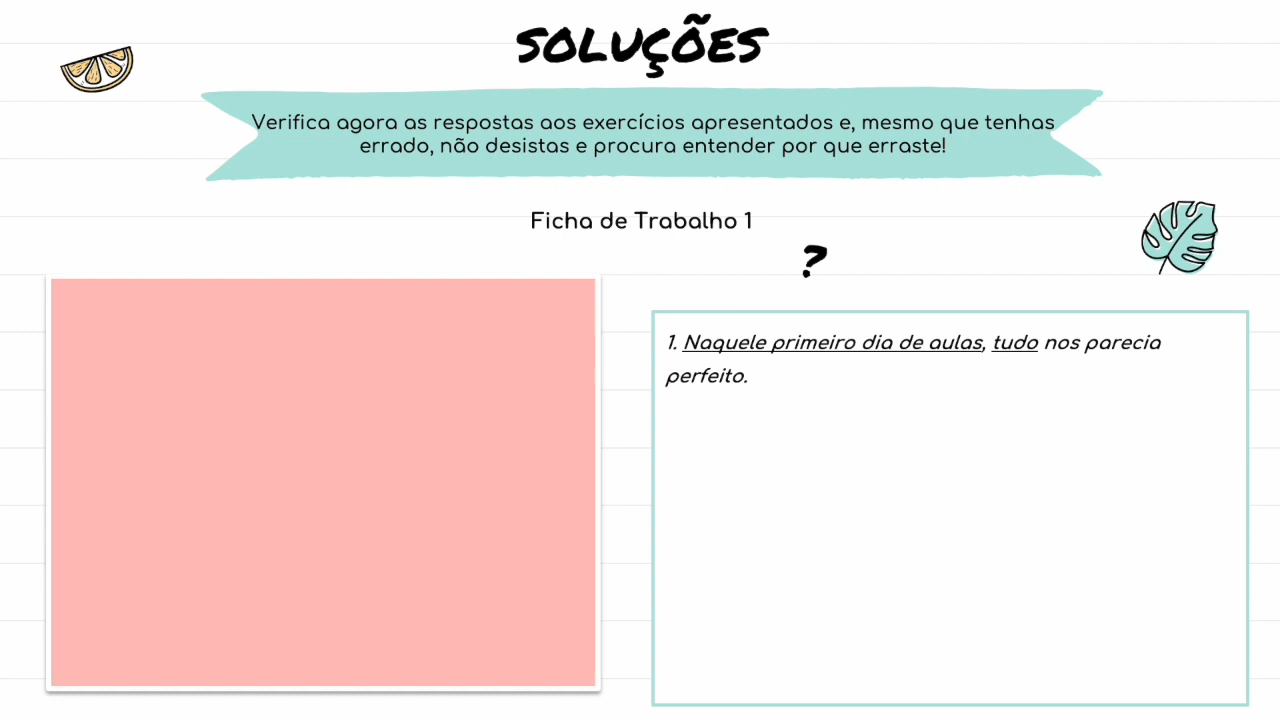 SOLUÇÕES
Verifica agora as respostas aos exercícios apresentados e, mesmo que tenhas
errado, não desistas e procura entender por que erraste!
Ficha de Trabalho 1
?
1. Naquele primeiro dia de aulas, tudo nos parecia
perfeito.